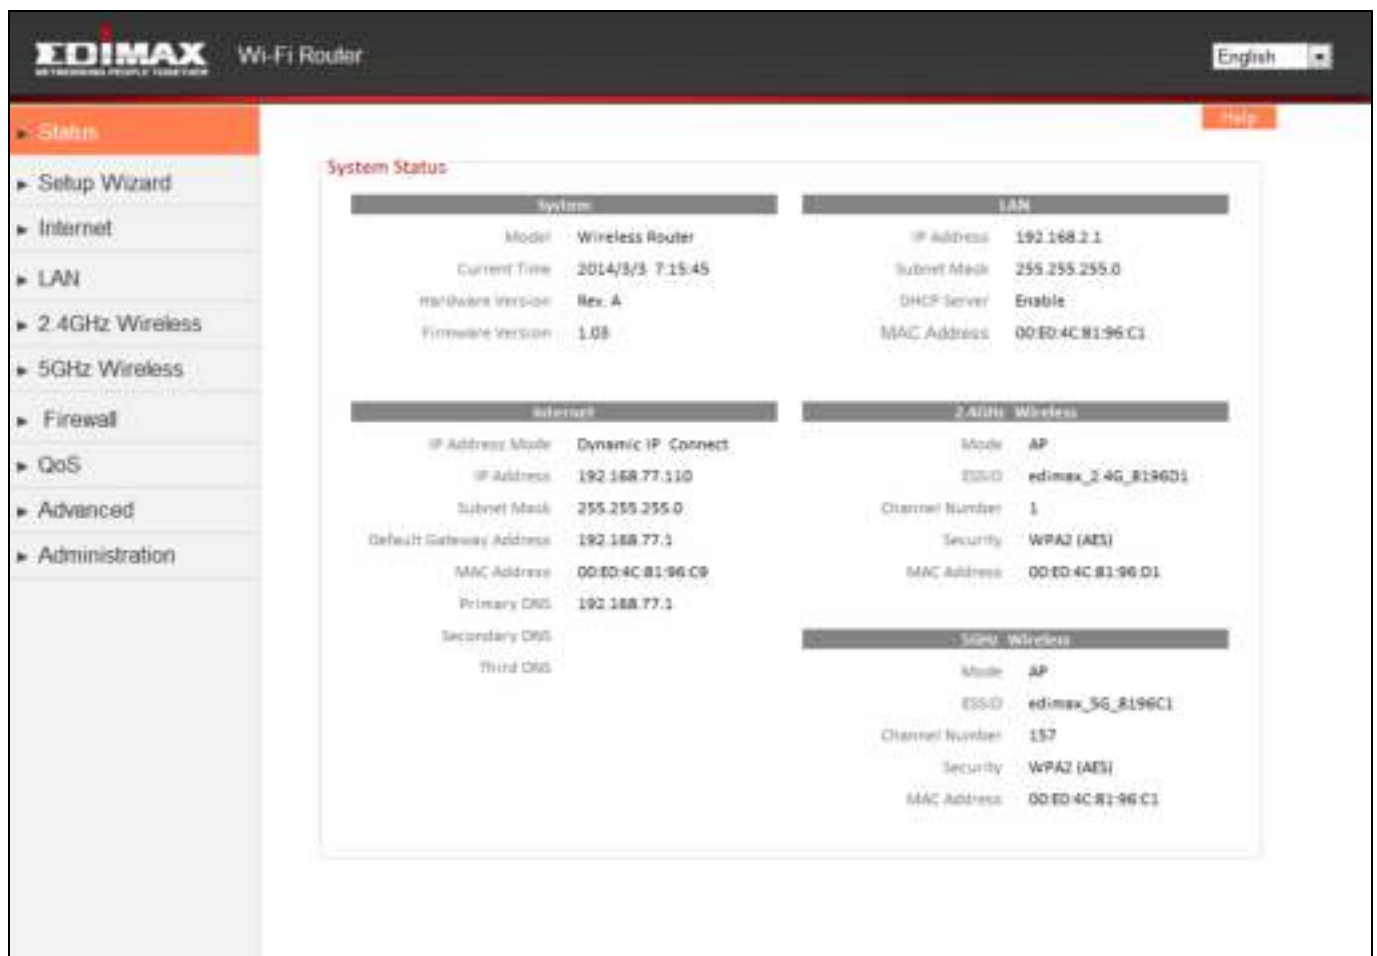 EDIMAX
NETWORKING PEOPLE TOGETHER
Wi-Fi Router
English
Help
Status
Setup Wizard
Internet
LAN
2.4GHz Wireless
5GHz Wireless
Firewall
QoS
Advanced
Administration
System Status
System
Model Wireless Router
Current Time 2014/3/3 7:15:45
Hardware Version Rev. A
Firmware Version 1.03
LAN
IP Address 192.168.2.1
Subnet Mask 255.255.255.0
DHCP Server Enable
MAC Address 00:E0:4C:81:96:C1
Internet
IP Address Mode Dynamic IP Connect
IP Address 192.168.77.110
Subnet Mask 255.255.255.0
Default Gateway Address 192.168.77.1
MAC Address 00:E0:4C:81:96:C9
Primary DNS 192.168.77.1
Secondary DNS
Third DNS
2.4GHz Wireless
Mode AP
ESSID edimax_2.4G_8196D1
Channel Number 1
Security WPA2 (AES)
MAC Address 00:E0:4C:81:96:D1
5GHz Wireless
Mode AP
ESSID edimax_5G_8196C1
Channel Number 157
Security WPA2 (AES)
MAC Address 00:E0:4C:81:96:C1